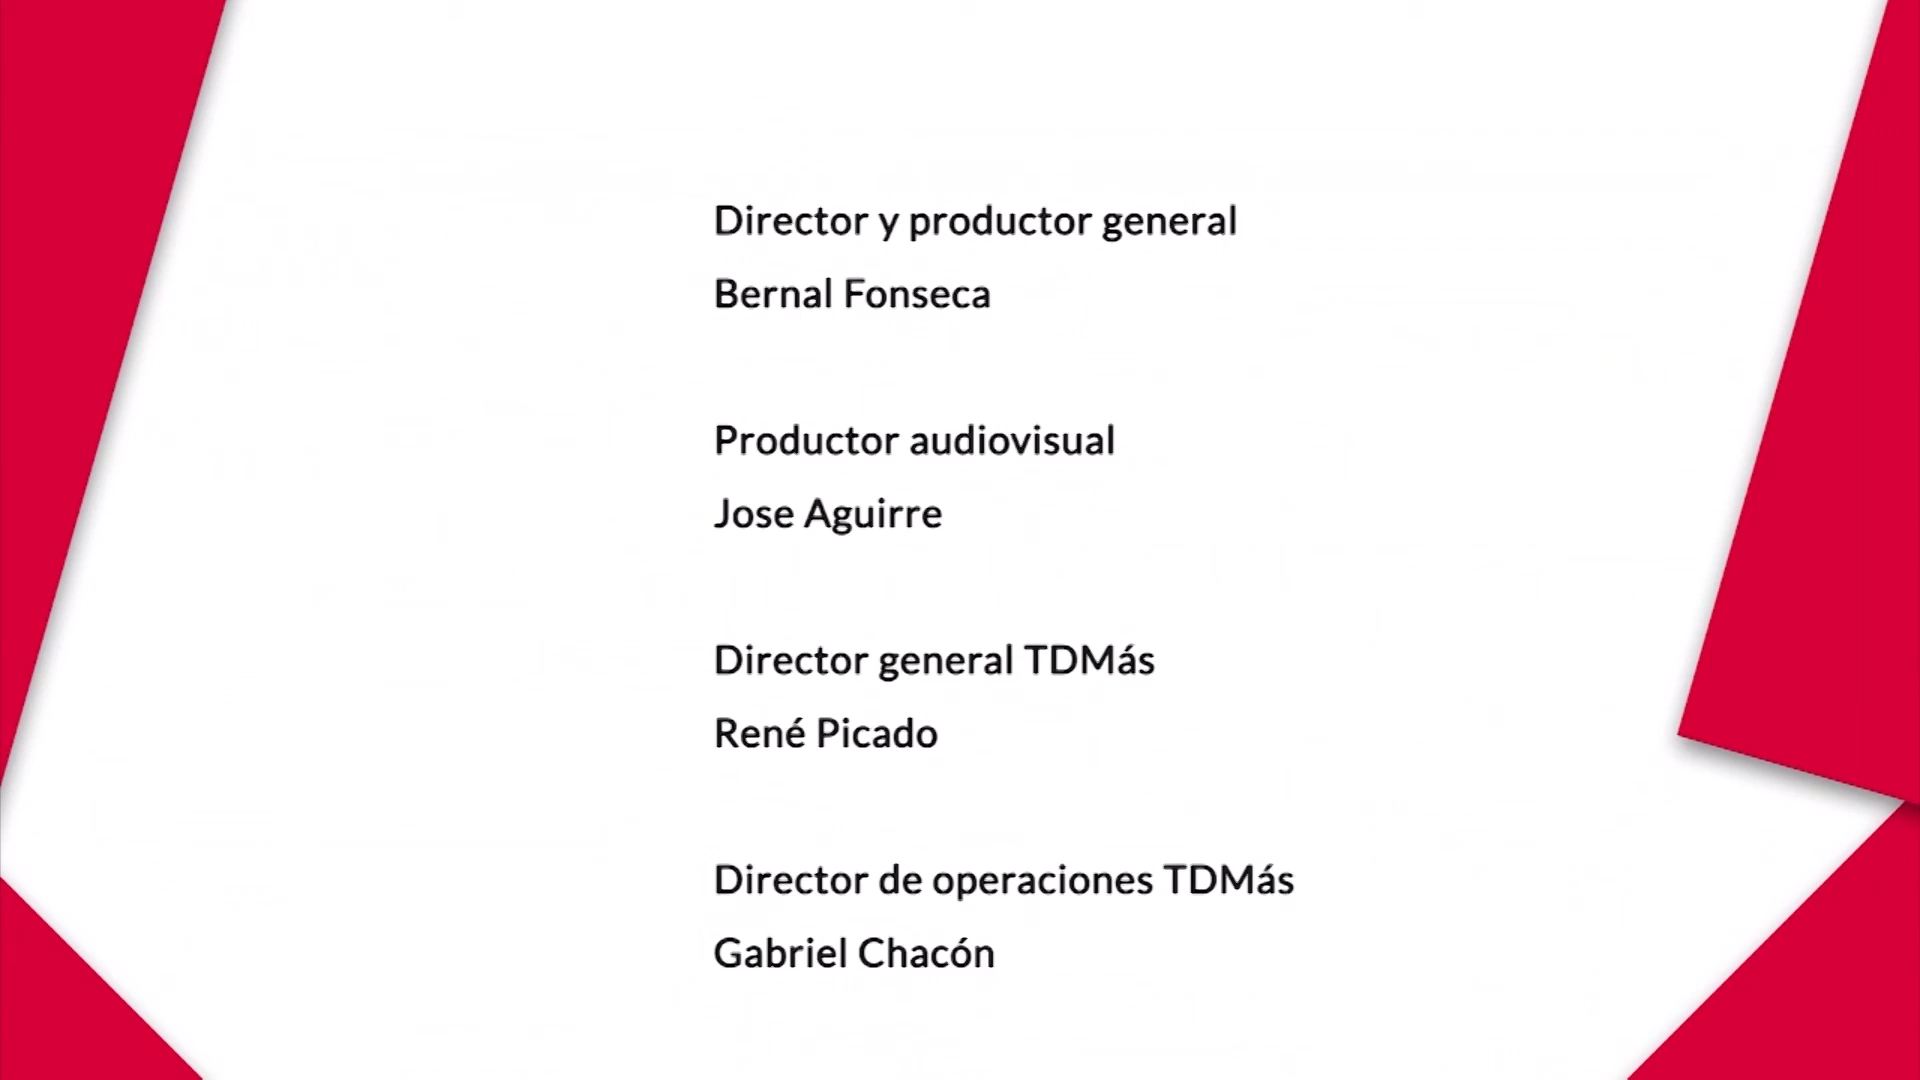 Director y productor general
Bernal Fonseca
Productor audiovisual
Jose Aguirre
Director general TDMás
René Picado
Director de operaciones TDMás
Gabriel Chacón